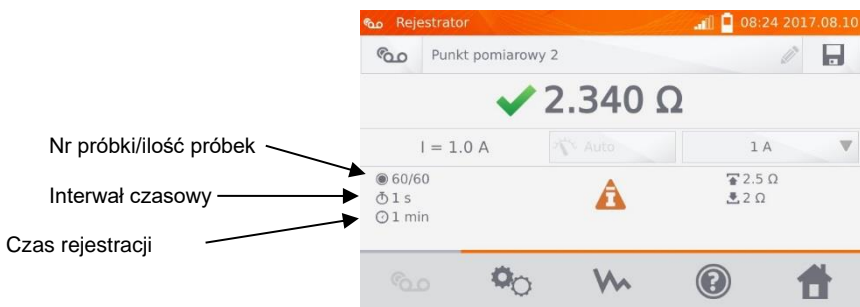 Rejestrator 08:24 2017.08.10
Punkt pomiarowy 2
2.340 Ω
I = 1.0 A Auto 1 A
Nr próbki/ilość próbek
60/60 2.5 Ω
Interwał czasowy
1 s 2 Ω
Czas rejestracji
1 min